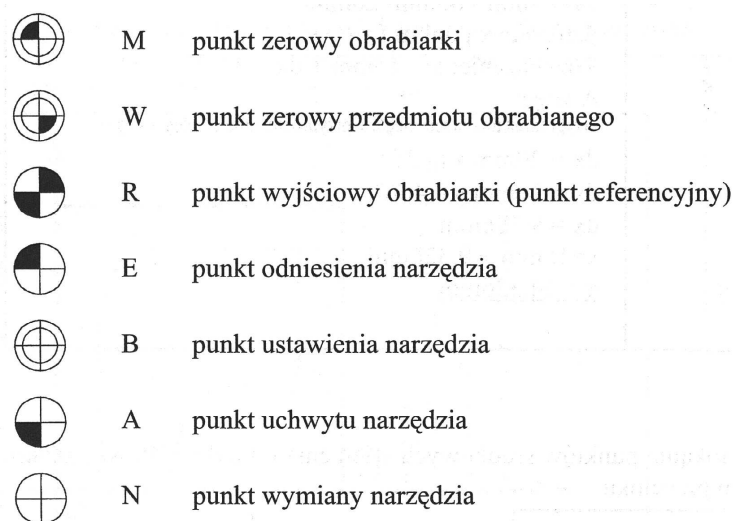 M punkt zerowy obrabiarki
W punkt zerowy przedmiotu obrabianego
R punkt wyjściowy obrabiarki (punkt referencyjny)
E punkt odniesienia narzędzia
B punkt ustawienia narzędzia
A punkt uchwytu narzędzia
N punkt wymiany narzędzia